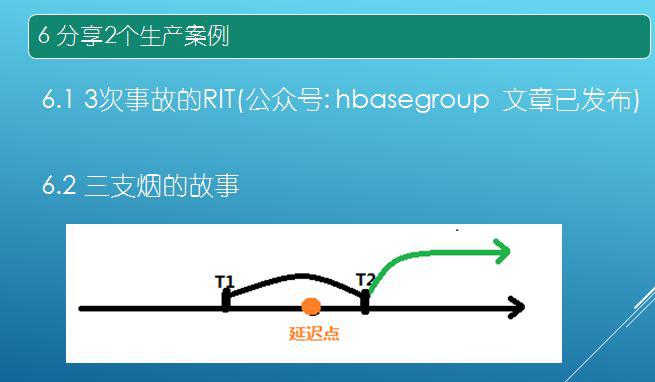 6 分享2个生产案例
6.1 3次事故的RIT(公众号: hbasegroup 文章已发布)
6.2 三支烟的故事
T1
T2
延迟点